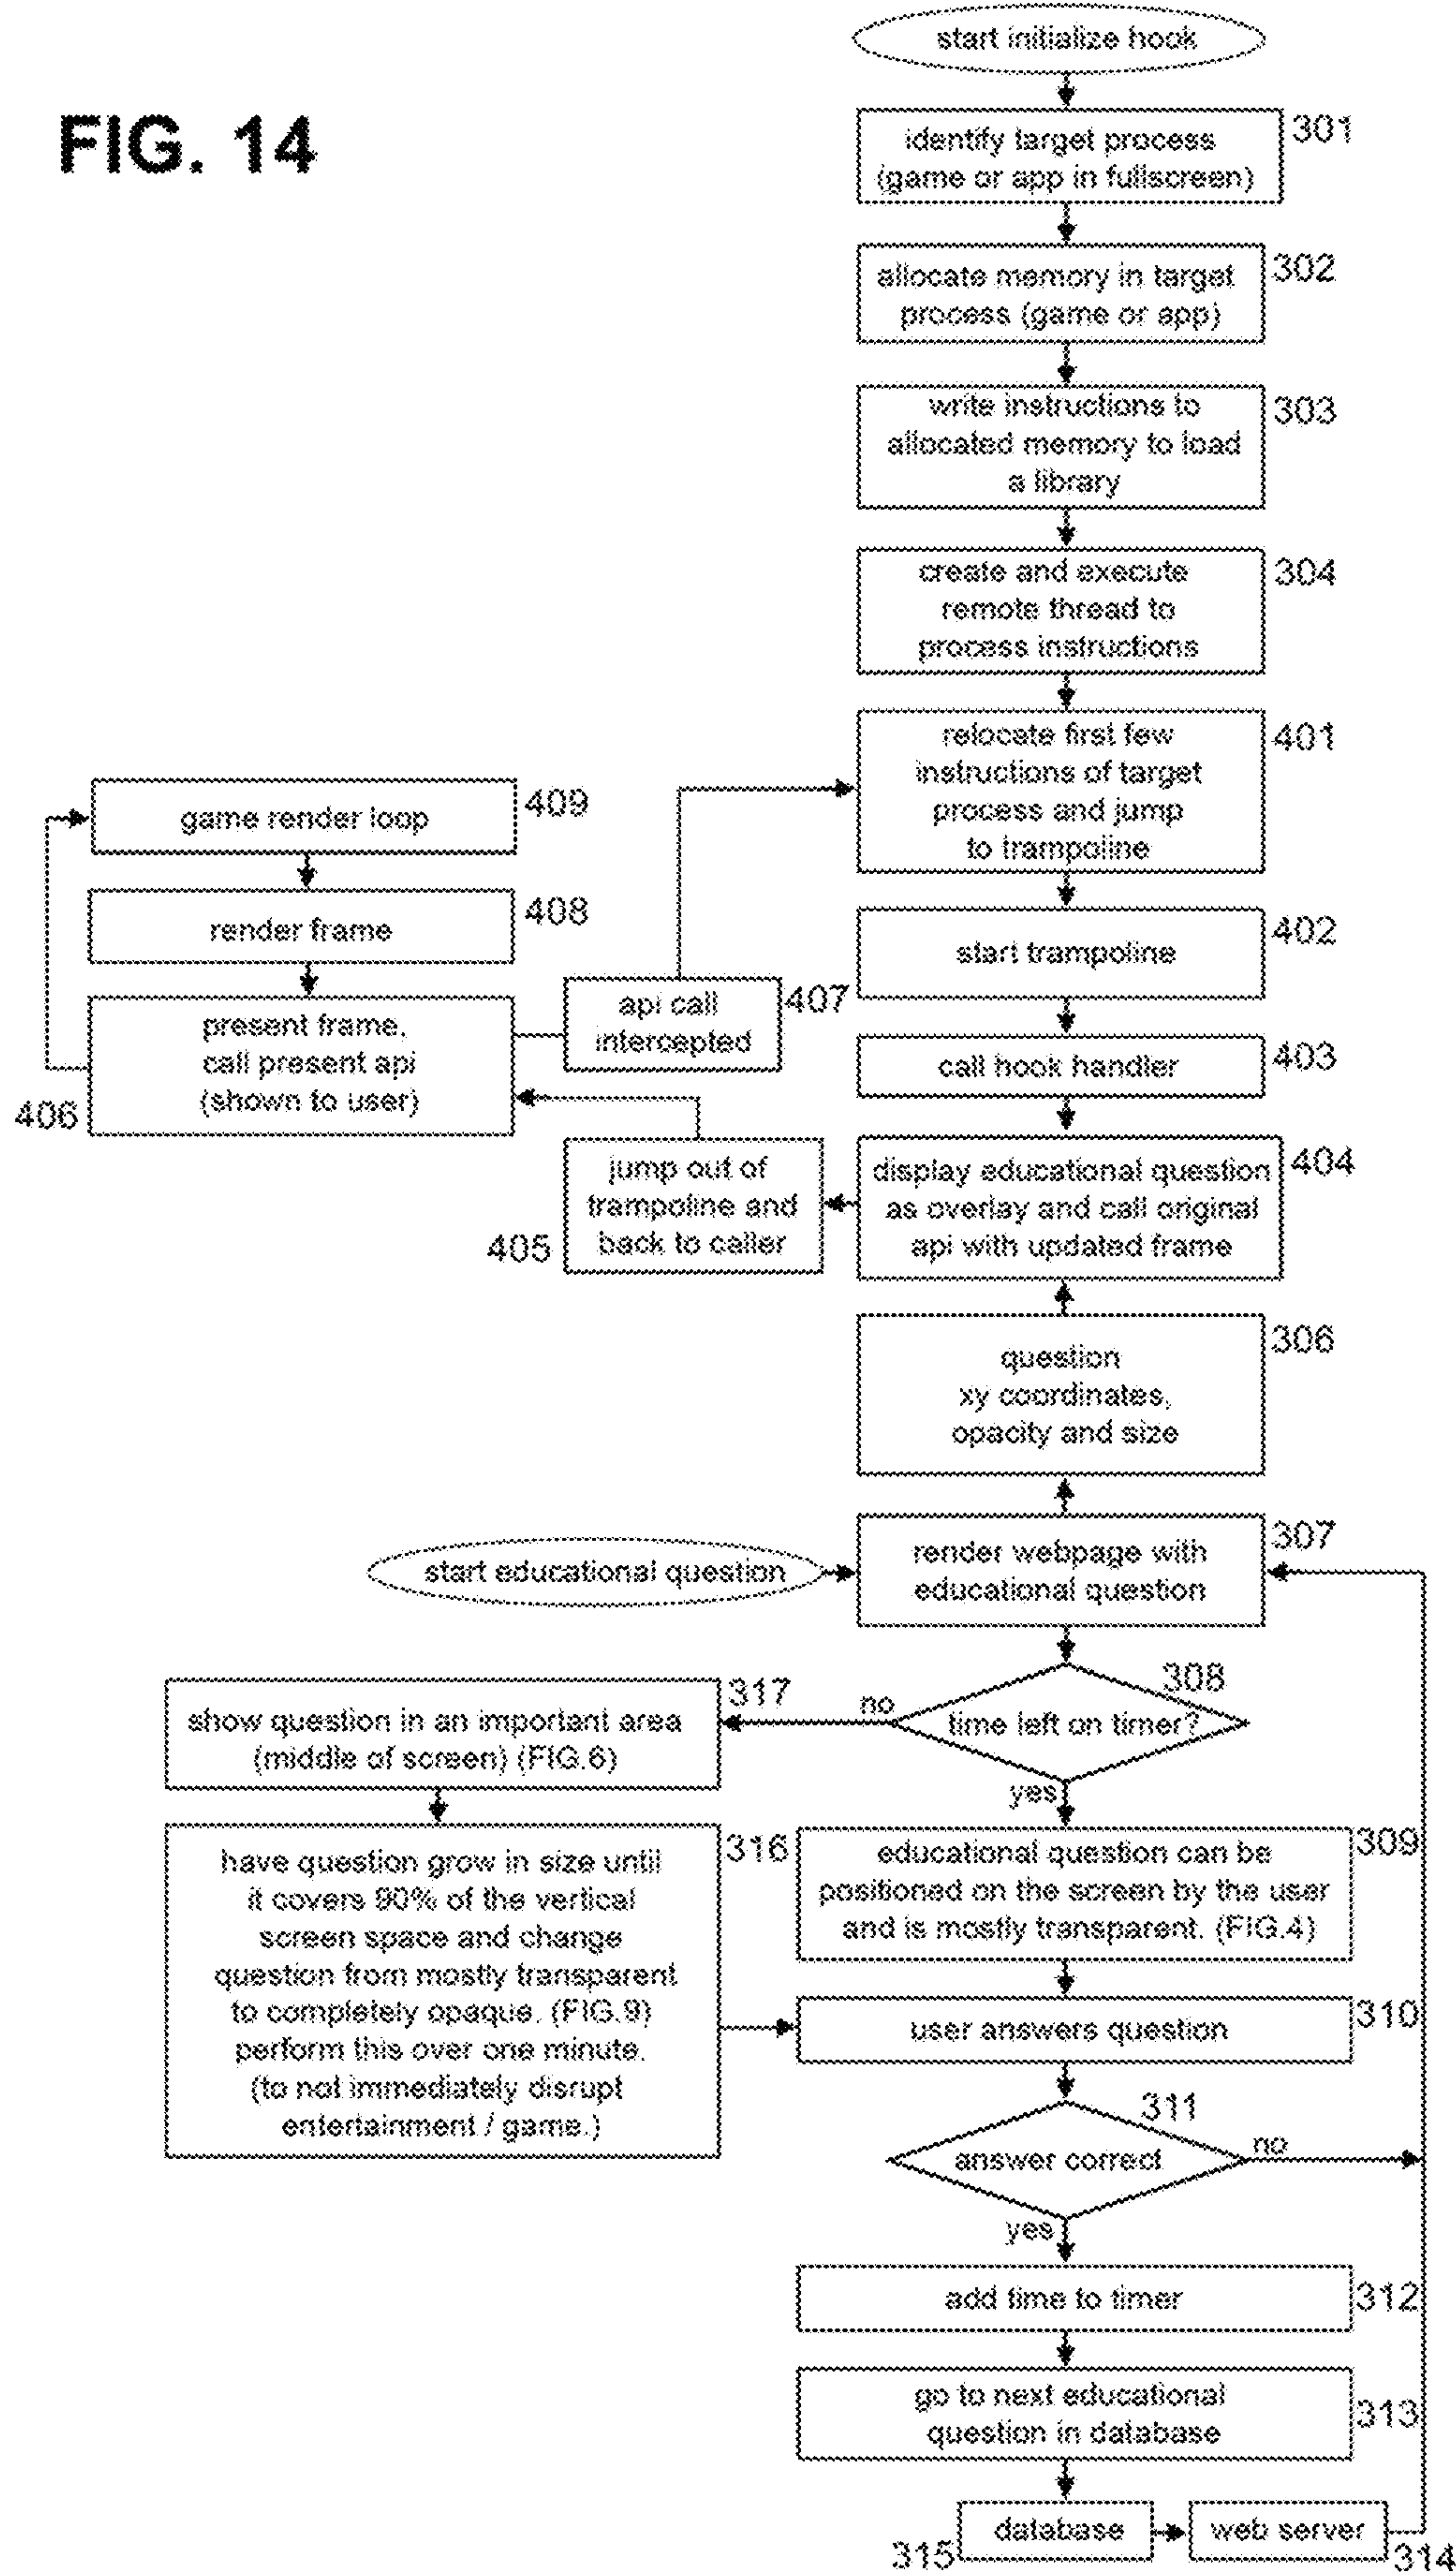 FIG. 14
start initialize hook
identify target process
(game or app in fullscreen)
301
allocate memory in target
process (game or app)
302
write instructions to
allocated memory to load
a library
303
create and execute
remote thread to
process instructions
304
relocate first few
instructions of target
process and jump
to trampoline
401
game render loop
409
render frame
408
start trampoline
402
present frame,
call present api
(shown to user)
406
api call
intercepted
407
call hook handler
403
jump out of
trampoline and
back to caller
405
display educational question
as overlay and call original
api with updated frame
404
question
xy coordinates,
opacity and size
306
start educational question
render webpage with
educational question
307
308
time left on timer?
no
yes
show question in an important area
(middle of screen) (FIG.6)
317
have question grow in size until
it covers 90% of the vertical
screen space and change
question from mostly transparent
to completely opaque. (FIG.9)
perform this over one minute.
(to not immediately disrupt
entertainment / game.)
316
educational question can be
positioned on the screen by the user
and is mostly transparent. (FIG.4)
309
user answers question
310
311
answer correct
no
yes
add time to timer
312
go to next educational
question in database
313
database
315
web server
314